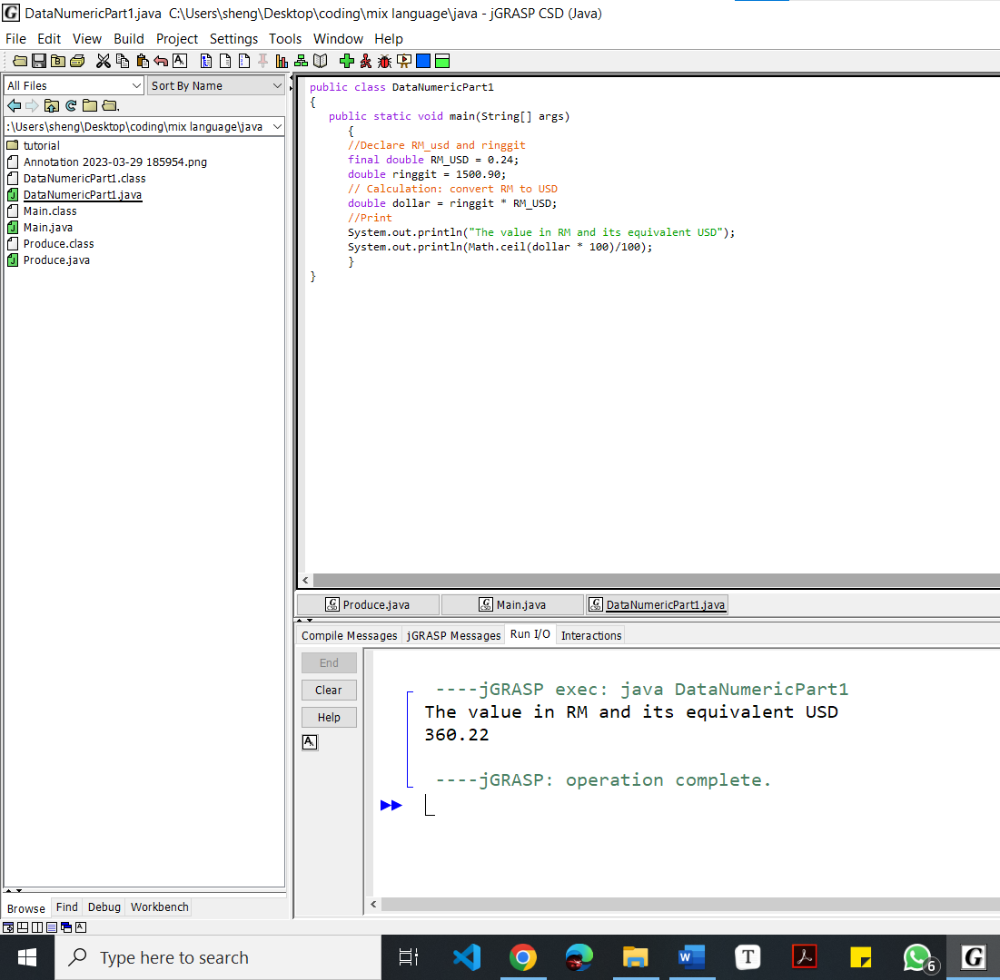 DataNumericPart1.java  C:\Users\sheng\Desktop\coding\mix language\java - jGRASP CSD (Java)
File Edit View Build Project Settings Tools Window Help
All Files Sort By Name
:\Users\sheng\Desktop\coding\mix language\java
tutorial
Annotation 2023-03-29 185954.png
DataNumericPart1.class
DataNumericPart1.java
Main.class
Main.java
Produce.class
Produce.java
public class DataNumericPart1
{
public static void main(String[] args)
{
//Declare RM_usd and ringgit
final double RM_USD = 0.24;
double ringgit = 1500.90;
// Calculation: convert RM to USD
double dollar = ringgit * RM_USD;
//Print
System.out.println("The value in RM and its equivalent USD");
System.out.println(Math.ceil(dollar * 100)/100);
}
}
Produce.java Main.java DataNumericPart1.java
Compile Messages jGRASP Messages Run I/O Interactions
End
Clear
Help
----jGRASP exec: java DataNumericPart1
The value in RM and its equivalent USD
360.22
----jGRASP: operation complete.
Browse Find Debug Workbench
Type here to search
6